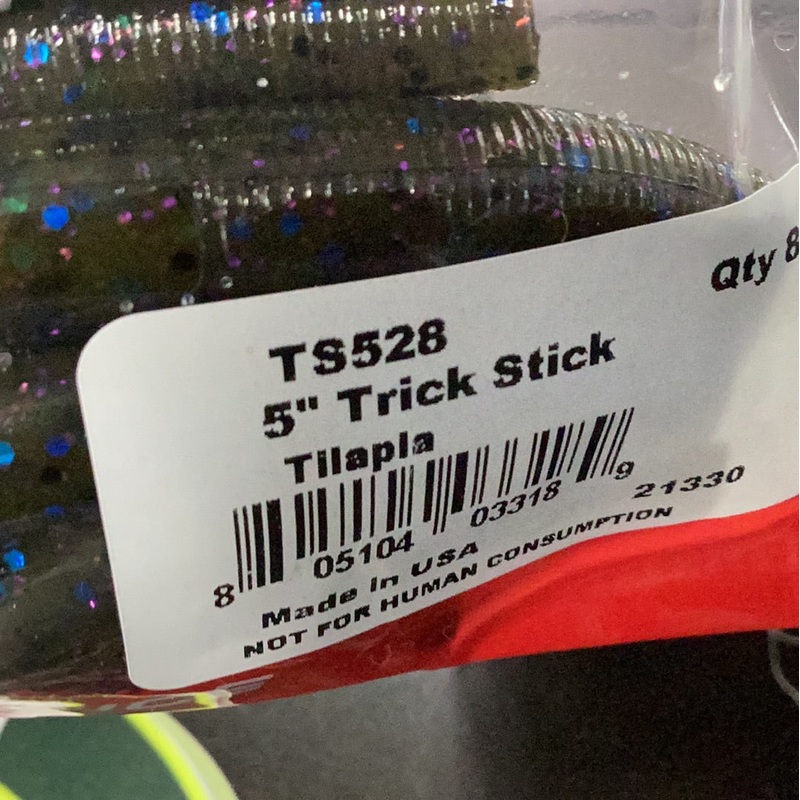 Qty 8
TS528
5" Trick Stick
Tilapia
8 05104 03318 9 21330
Made in USA
NOT FOR HUMAN CONSUMPTION